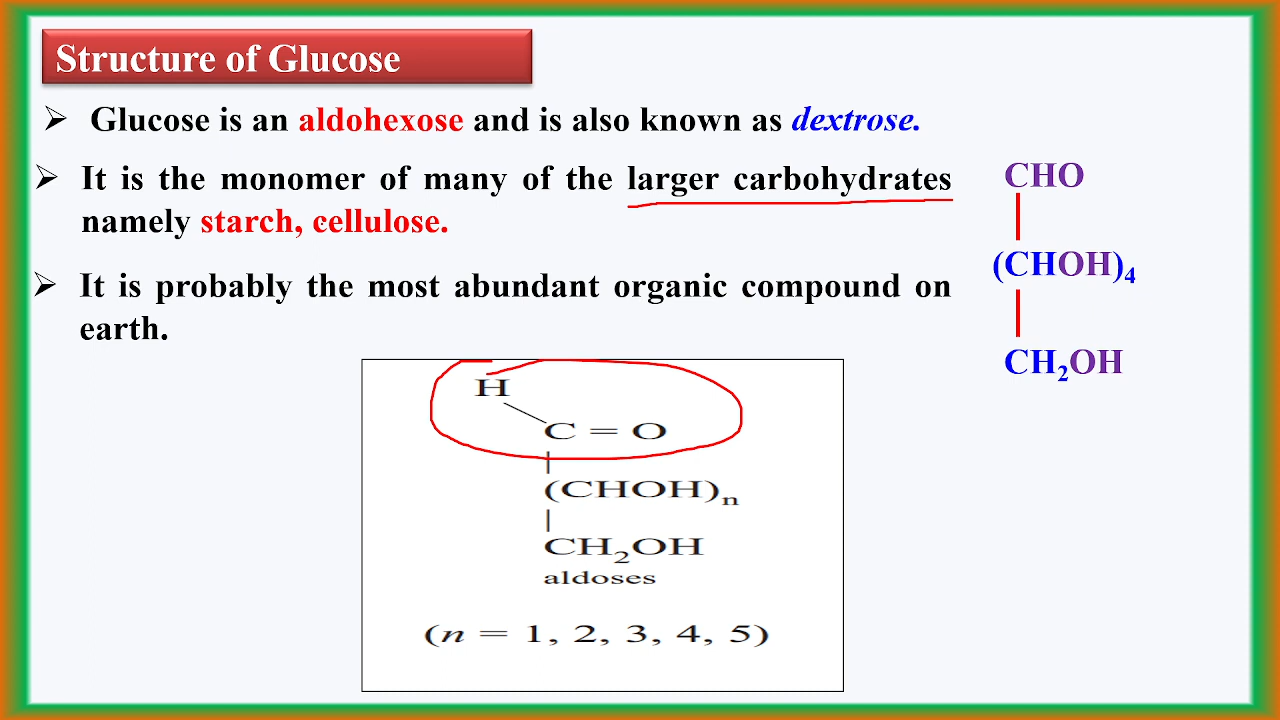 Structure of Glucose
➢ Glucose is an aldohexose and is also known as dextrose.
➢ It is the monomer of many of the larger carbohydrates
namely starch, cellulose.
➢ It is probably the most abundant organic compound on
earth.
CHO
(CHOH)₄
CH₂OH
H
C = O
(CHOH)ₙ
CH₂OH
aldoses
(n = 1, 2, 3, 4, 5)